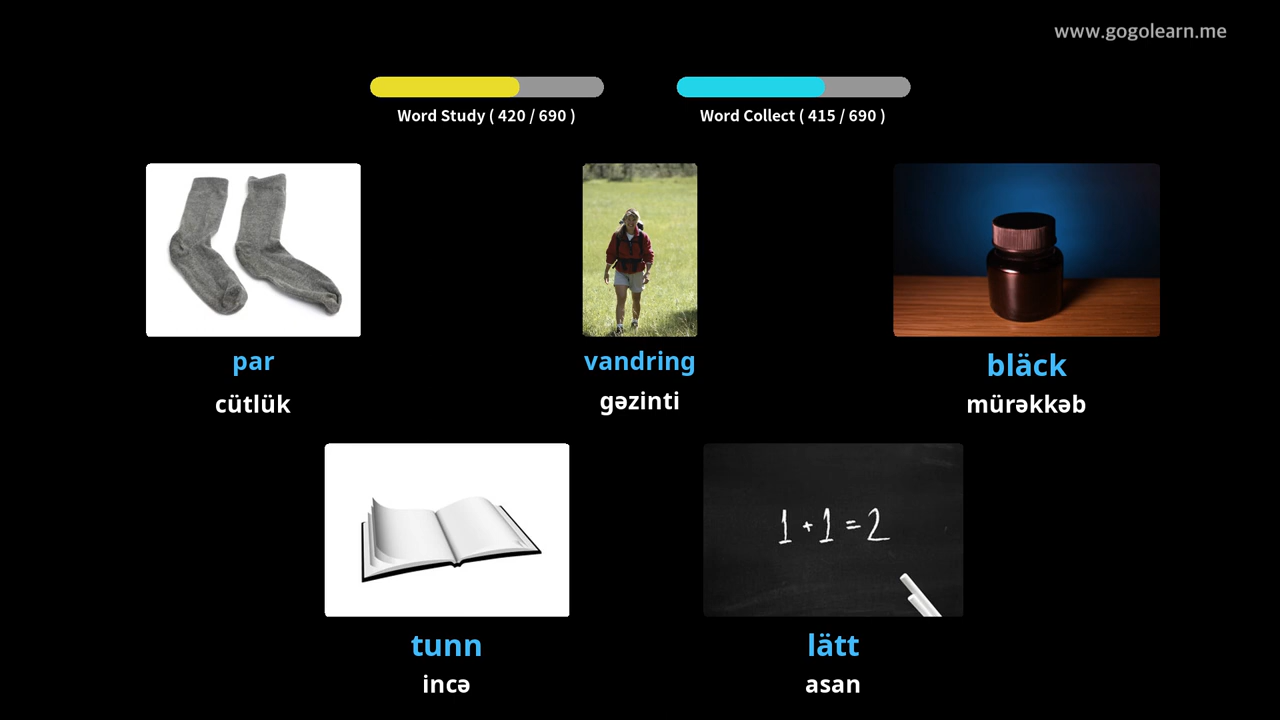 www.gogolearn.me
Word Study ( 420 / 690 )
Word Collect ( 415 / 690 )
par
vandring
bläck
cütlük
gəzinti
mürəkkəb
1 + 1 = 2
tunn
lätt
incə
asan